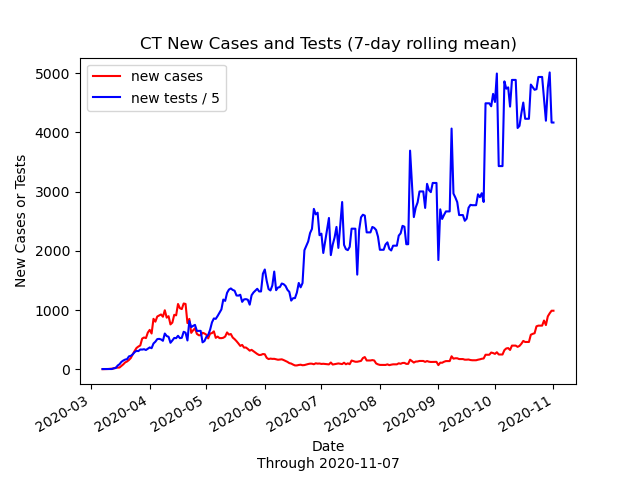 CT New Cases and Tests (7-day rolling mean)
new cases
new tests / 5
5000
4000
3000
2000
1000
0
New Cases or Tests
2020-03
2020-04
2020-05
2020-06
2020-07
2020-08
2020-09
2020-10
2020-11
Date
Through 2020-11-07